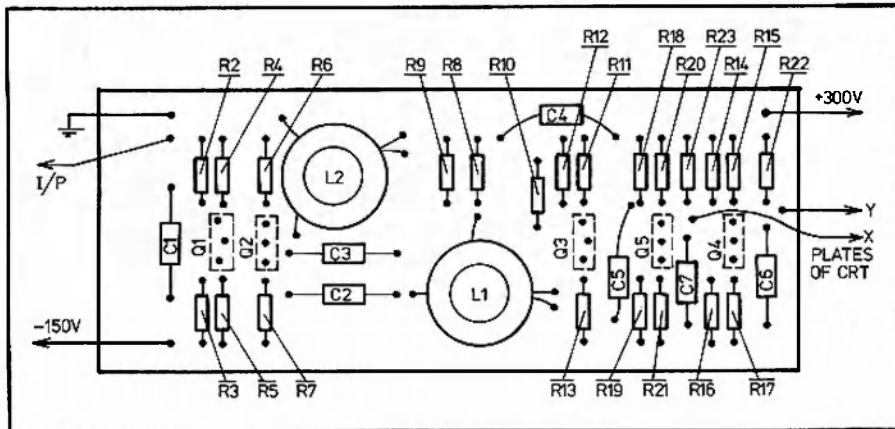 R12 R18 R23 R15
R2 R4 R6 R9 R8 R10 R11 R20 R14 R22
+300V
C4
I/P
L2
Y
C1 Q1 Q2 C3 Q3 C5 Q5 C7 Q4 C6
X
PLATES
OF CRT
C2 L1
-150V
R3 R5 R7 R13 R19 R21 R16 R17